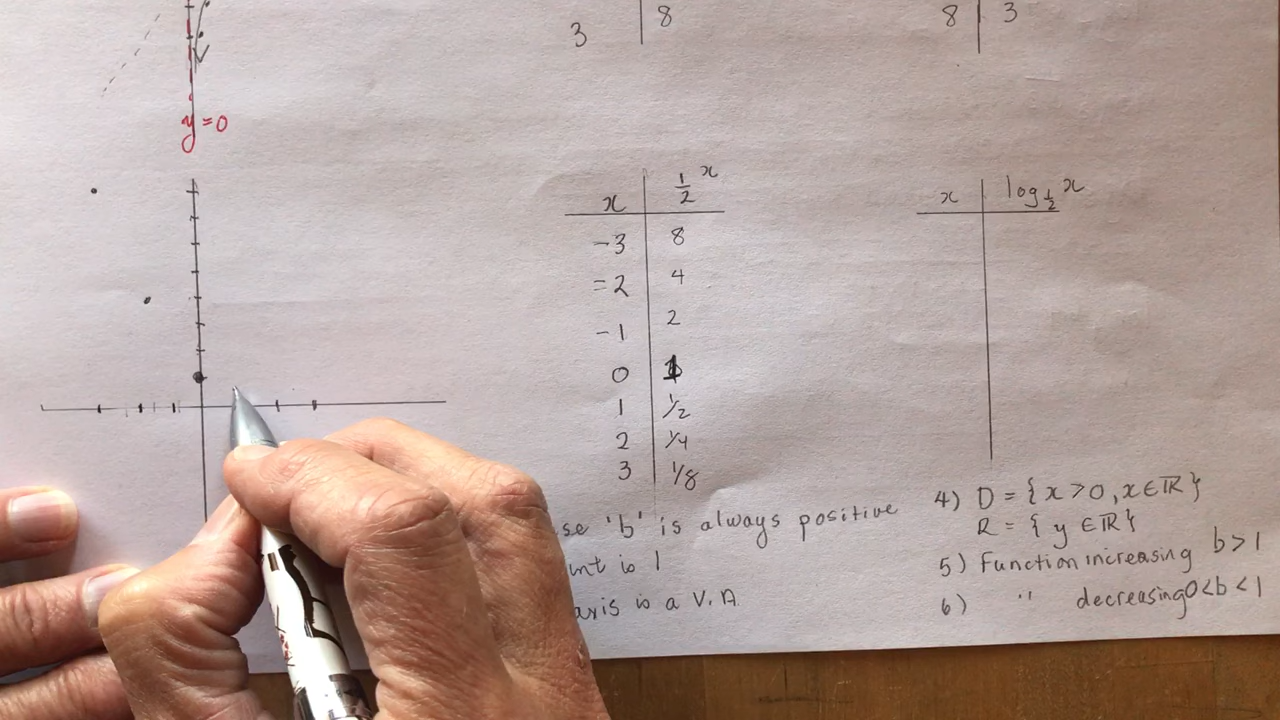 3 | 8
8 | 3
y = 0
x | 1/2 ^x
-3 | 8
=2 | 4
-1 | 2
0 | 1
1 | 1/2
2 | 1/4
3 | 1/8
x | log 1/2 x
se 'b' is always positive
int is 1
axis is a V.A
4) D = { x > 0, x ∈ ℝ }
R = { y ∈ ℝ }
5) Function increasing b > 1
6) " decreasing 0 < b < 1